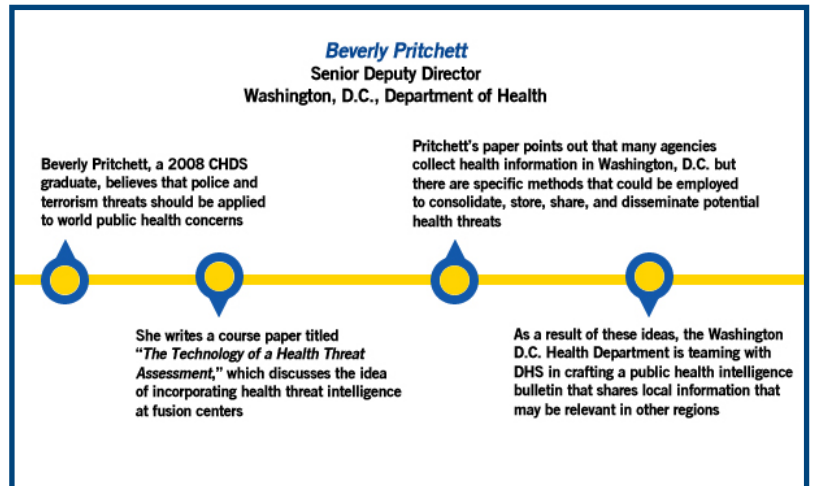 Beverly Pritchett
Senior Deputy Director
Washington, D.C., Department of Health
Beverly Pritchett, a 2008 CHDS
graduate, believes that police and
terrorism threats should be applied
to world public health concerns
She writes a course paper titled
“The Technology of a Health Threat
Assessment,” which discusses the idea
of incorporating health threat intelligence
at fusion centers
Pritchett’s paper points out that many agencies
collect health information in Washington, D.C. but
there are specific methods that could be employed
to consolidate, store, share, and disseminate potential
health threats
As a result of these ideas, the Washington
D.C. Health Department is teaming with
DHS in crafting a public health intelligence
bulletin that shares local information that
may be relevant in other regions